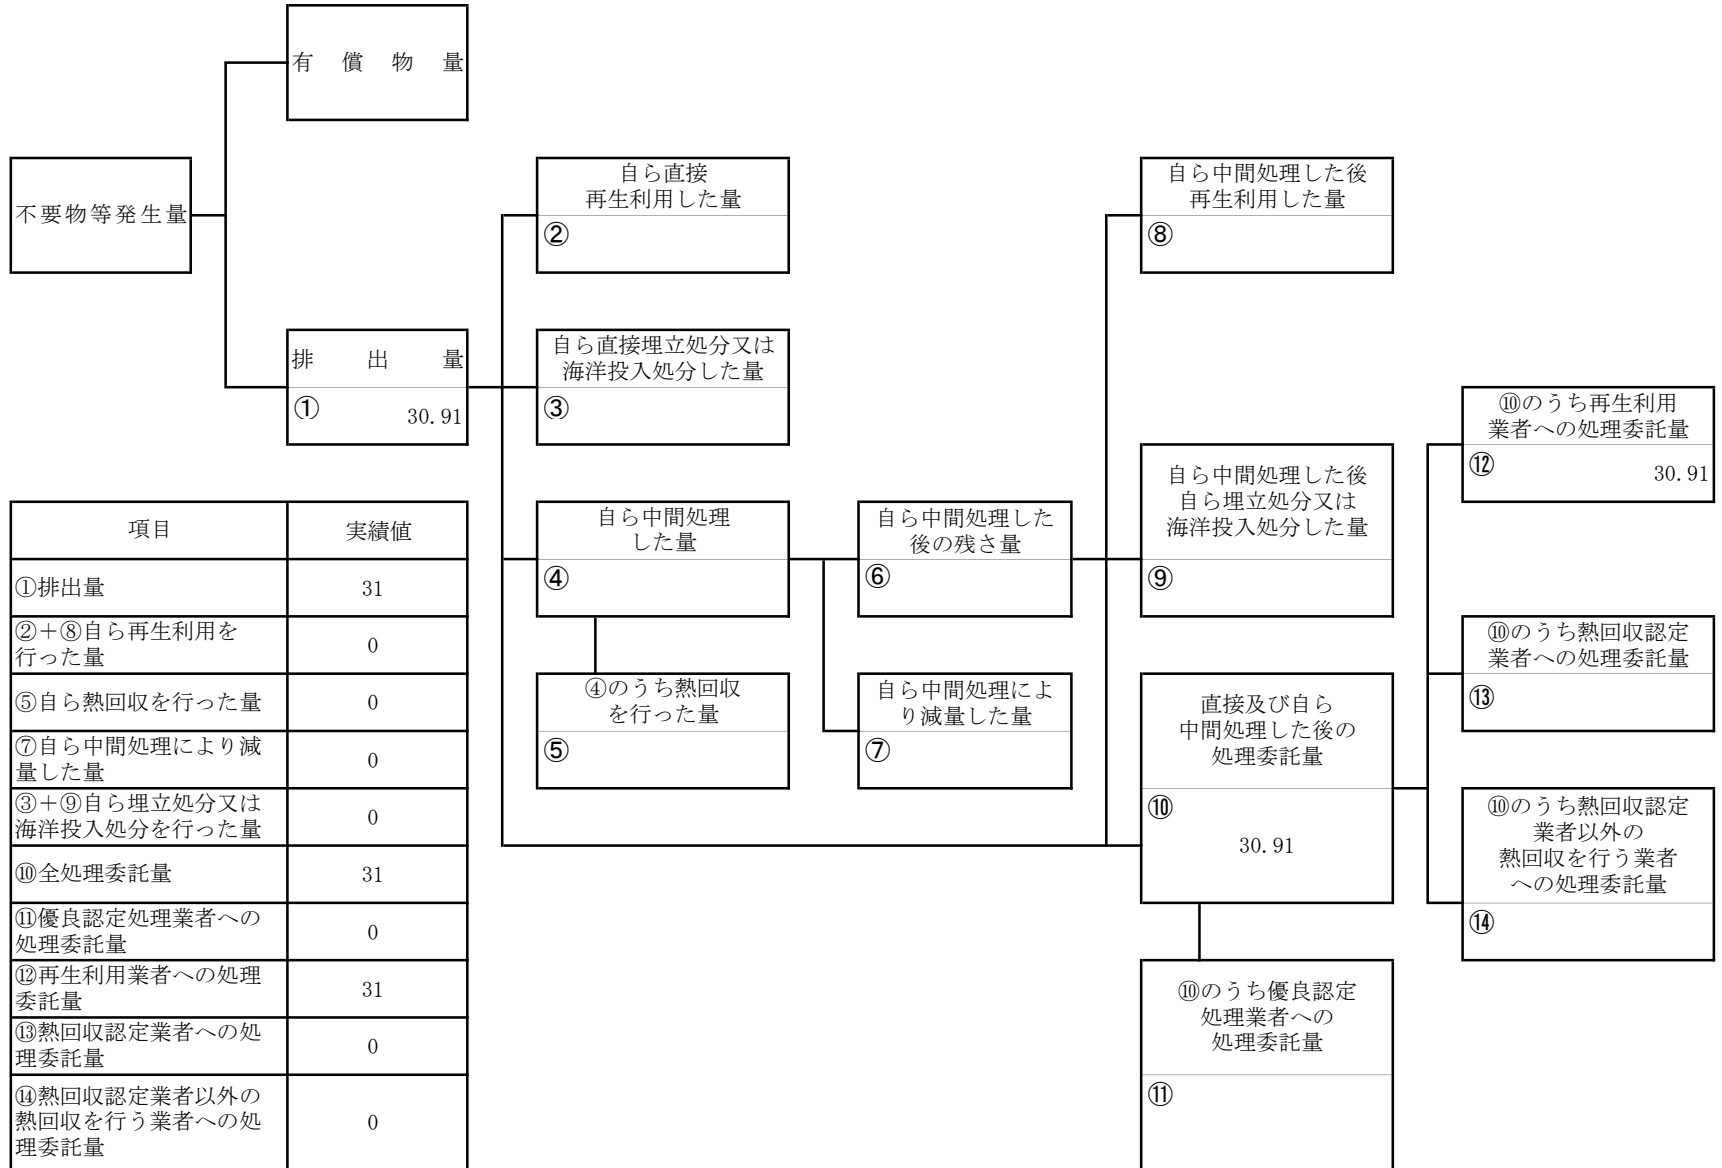 有償物量
不要物等発生量
自ら直接
再生利用した量
②
自ら中間処理した後
再生利用した量
⑧
排出量
① 30.91
自ら直接埋立処分又は
海洋投入処分した量
③
⑩のうち再生利用
業者への処理委託量
⑫ 30.91
自ら中間処理
した量
④
自ら中間処理した
後の残さ量
⑥
自ら中間処理した後
自ら埋立処分又は
海洋投入処分した量
⑨
⑩のうち熱回収認定
業者への処理委託量
⑬
④のうち熱回収
を行った量
⑤
自ら中間処理によ
り減量した量
⑦
直接及び自ら
中間処理した後の
処理委託量
⑩
30.91
⑩のうち熱回収認定
業者以外の
熱回収を行う業者
への処理委託量
⑭
⑩のうち優良認定
処理業者への
処理委託量
⑪
項目 実績値
①排出量 31
②＋⑧自ら再生利用を
行った量 0
⑤自ら熱回収を行った量 0
⑦自ら中間処理により減
量した量 0
③＋⑨自ら埋立処分又は
海洋投入処分を行った量 0
⑩全処理委託量 31
⑪優良認定処理業者への
処理委託量 0
⑫再生利用業者への処理
委託量 31
⑬熱回収認定業者への処
理委託量 0
⑭熱回収認定業者以外の
熱回収を行う業者への処
理委託量 0